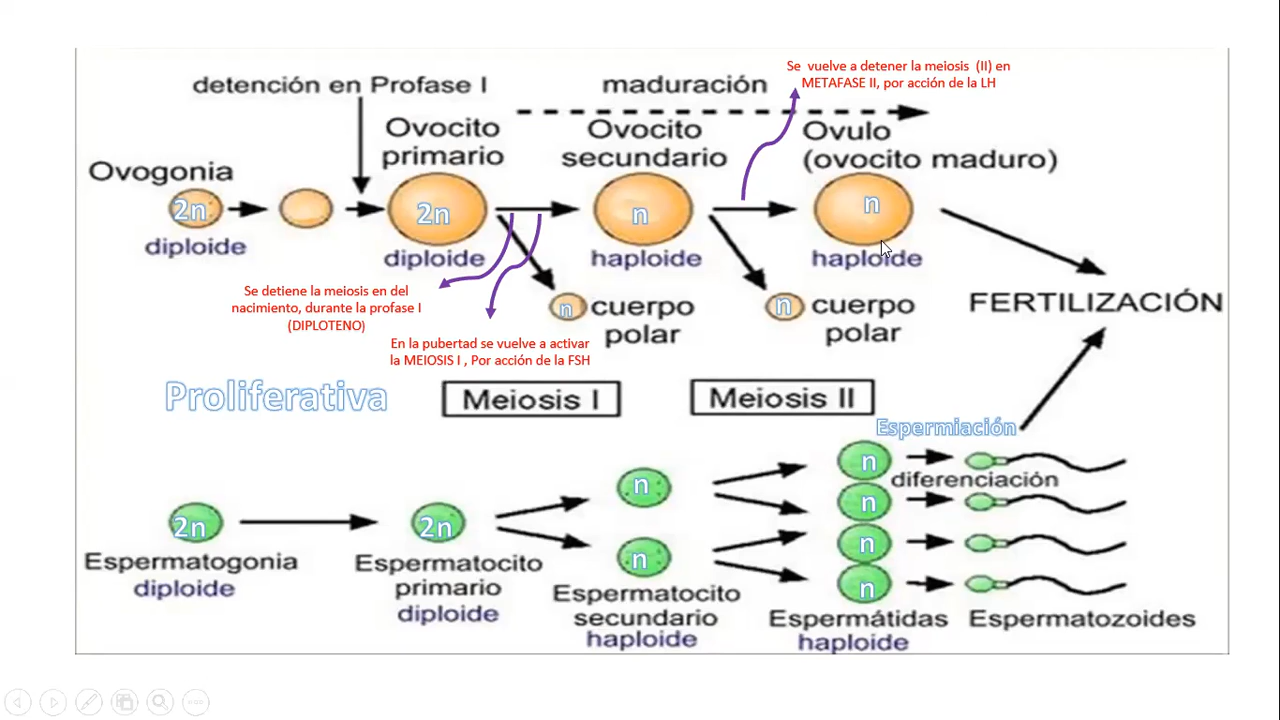 Se vuelve a detener la meiosis (II) en
METAFASE II, por acción de la LH
detención en Profase I
maduración
Ovocito
primario
Ovocito
secundario
Ovulo
(ovocito maduro)
Ovogonia
2n
2n
n
n
diploide
diploide
haploide
haploide
Se detiene la meiosis en del
nacimiento, durante la profase I
(DIPLOTENO)
n
cuerpo
polar
n
cuerpo
polar
FERTILIZACIÓN
En la pubertad se vuelve a activar
la MEIOSIS I , Por acción de la FSH
Proliferativa
Meiosis I
Meiosis II
Espermiación
n
diferenciación
n
n
2n
2n
n
n
n
Espermatogonia
diploide
Espermatocito
primario
diploide
Espermatocito
secundario
haploide
Espermátidas
haploide
Espermatozoides